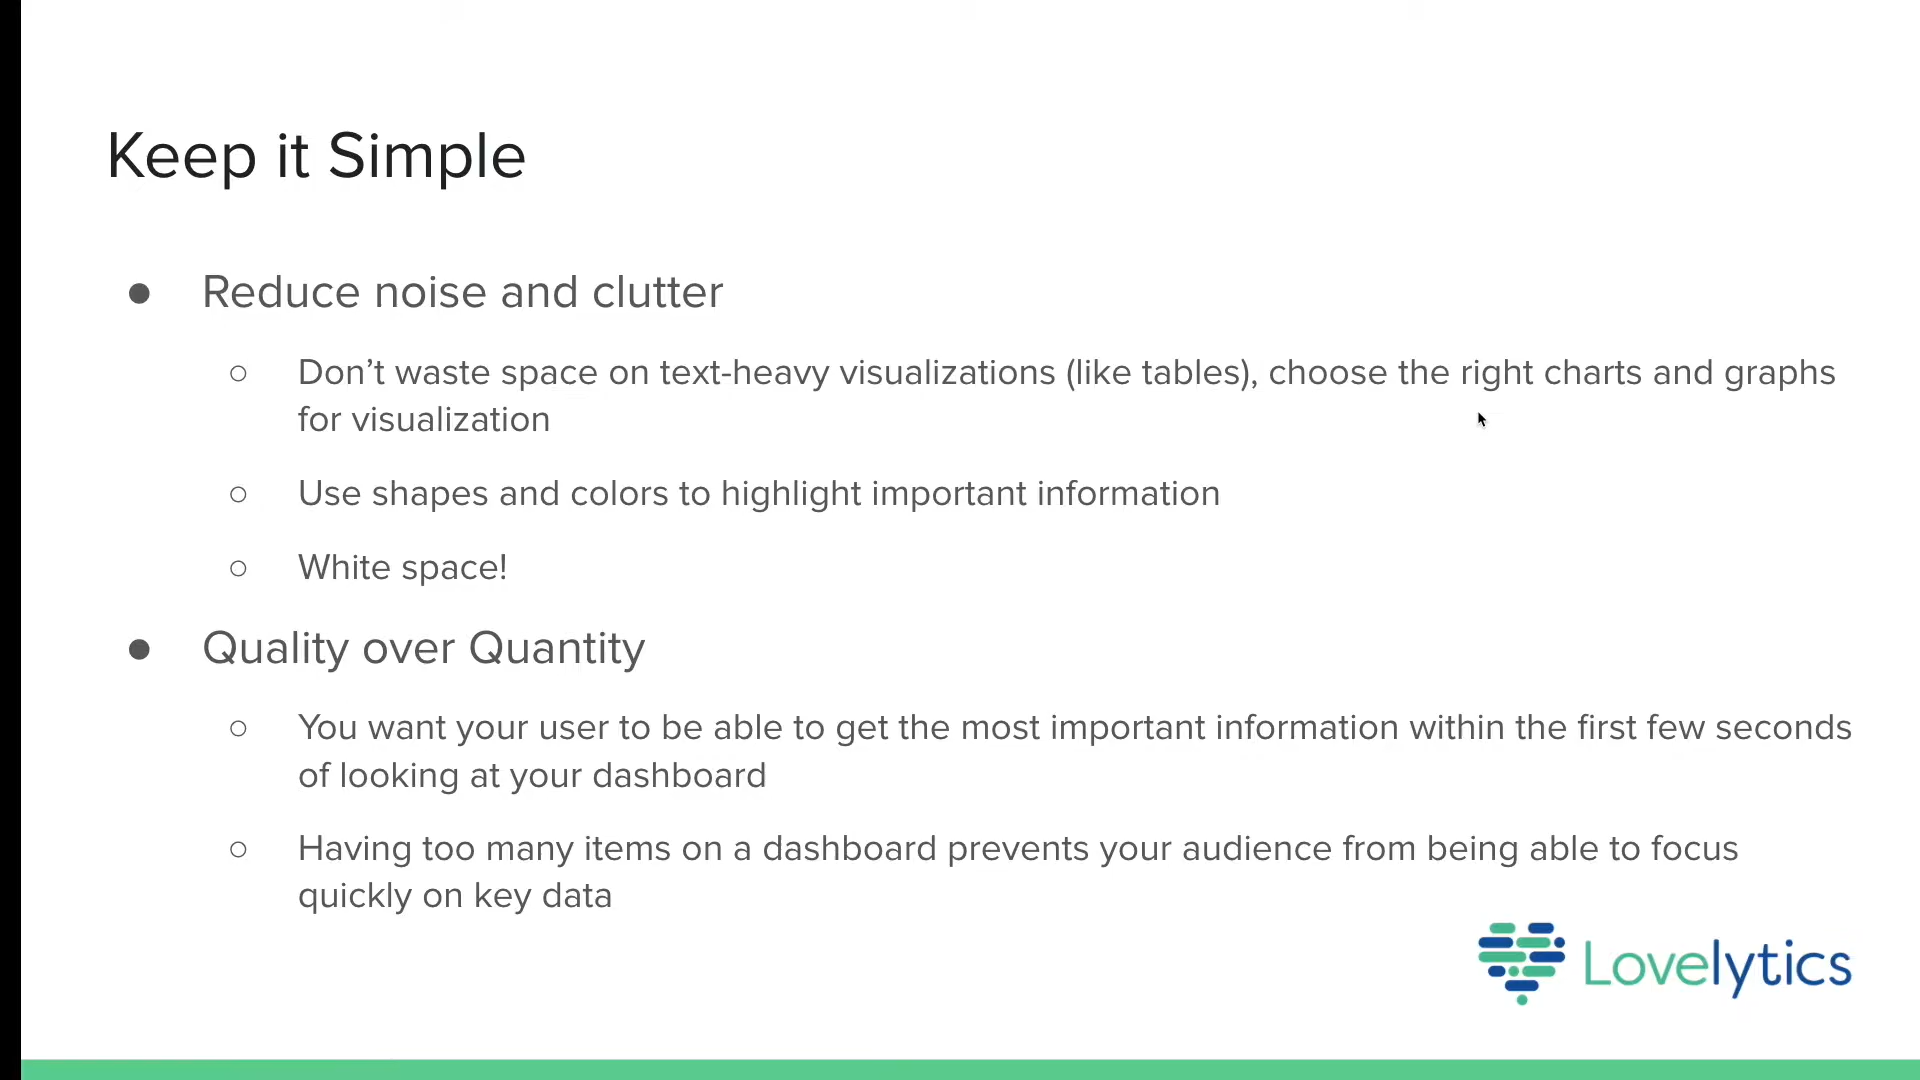 Keep it Simple
● Reduce noise and clutter
○ Don’t waste space on text-heavy visualizations (like tables), choose the right charts and graphs
for visualization
○ Use shapes and colors to highlight important information
○ White space!
● Quality over Quantity
○ You want your user to be able to get the most important information within the first few seconds
of looking at your dashboard
○ Having too many items on a dashboard prevents your audience from being able to focus
quickly on key data
Lovelytics